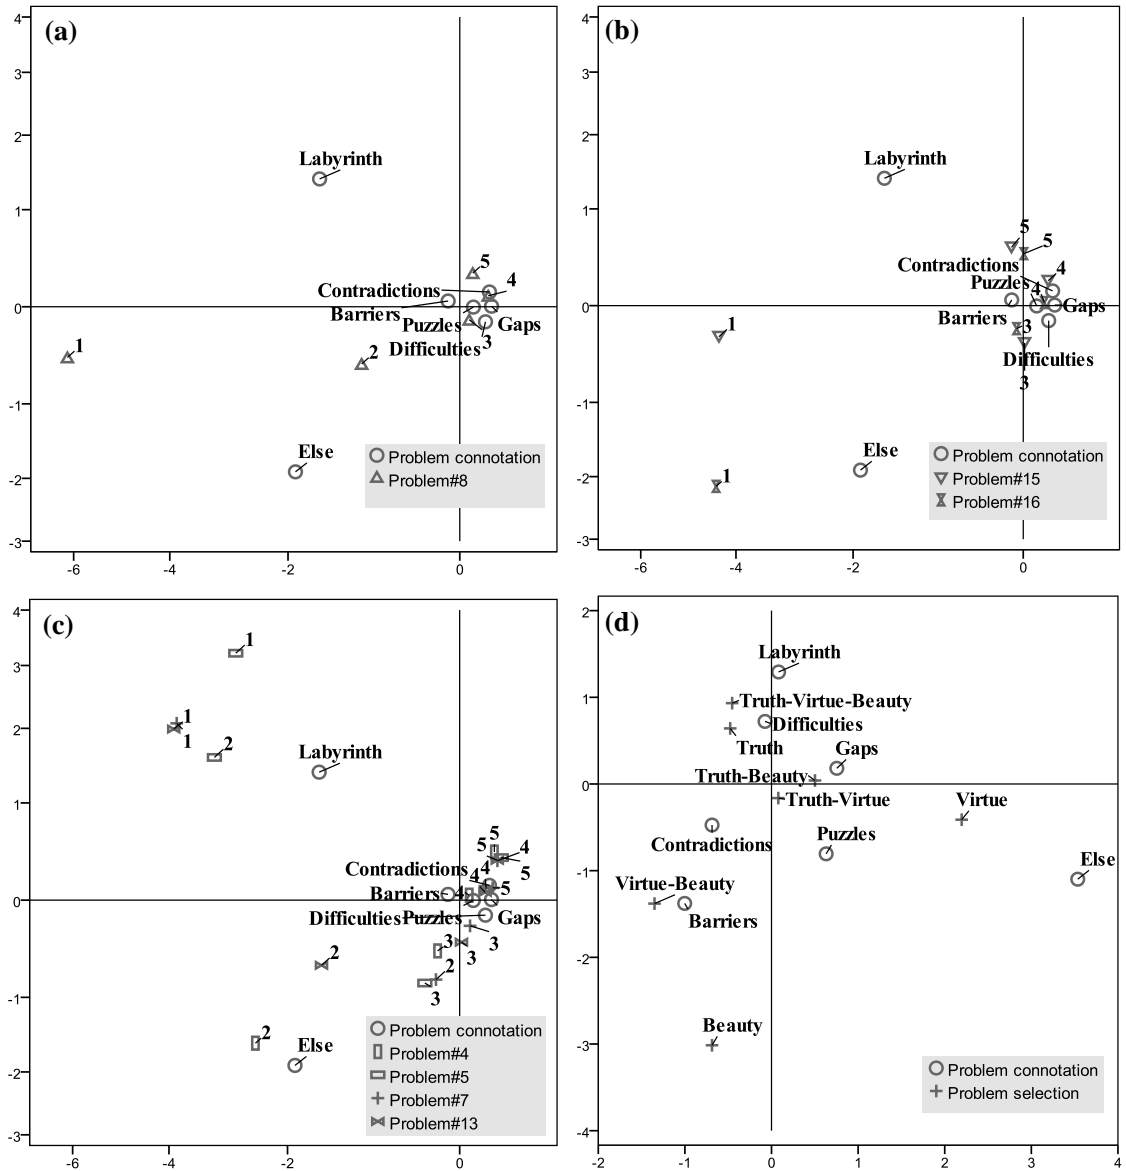 (a)
4
3
2
1
0
-1
-2
-3
-6
-4
-2
0
Labyrinth
5
4
Contradictions
Barriers
Puzzles
Gaps
3
Difficulties
1
2
Else
Problem connotation
Problem#8
(b)
4
3
2
1
0
-1
-2
-3
-6
-4
-2
0
Labyrinth
5
5
Contradictions
4
Puzzles
4
Gaps
Barriers
3
1
Difficulties
3
Else
1
Problem connotation
Problem#15
Problem#16
(c)
4
3
2
1
0
-1
-2
-3
-6
-4
-2
0
1
1
1
2
Labyrinth
5
5
4
Contradictions
4
4
5
Barriers
4
5
Difficulties
Puzzles
Gaps
3
3
3
2
2
3
2
Else
Problem connotation
Problem#4
Problem#5
Problem#7
Problem#13
(d)
2
1
0
-1
-2
-3
-4
-2
-1
0
1
2
3
4
Labyrinth
Truth-Virtue-Beauty
Difficulties
Truth
Gaps
Truth-Beauty
Truth-Virtue
Virtue
Puzzles
Contradictions
Else
Virtue-Beauty
Barriers
Beauty
Problem connotation
Problem selection